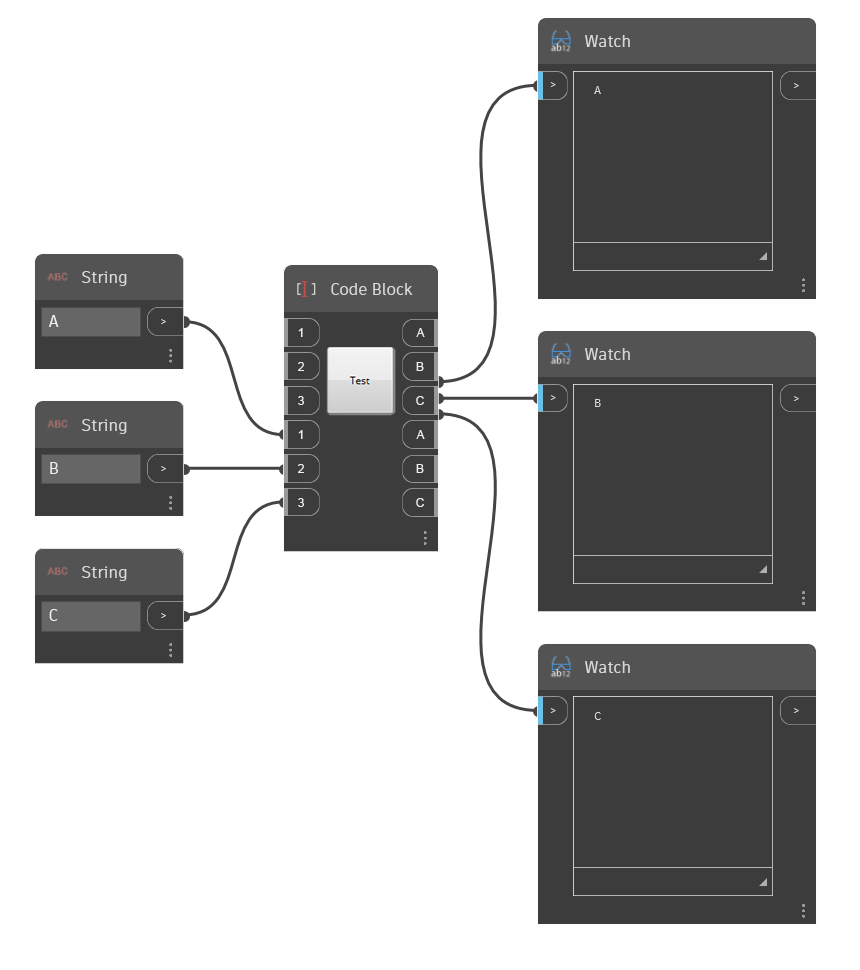 ab12 Watch
> A >
ABC String
A >
ABC String
B >
ABC String
C >
[I] Code Block
1 A
2 B
3 C
Test
1 A
2 B
3 C
ab12 Watch
> B >
ab12 Watch
> C >